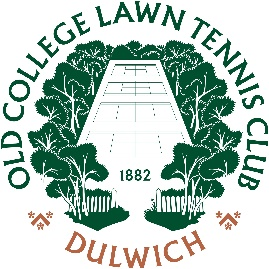 OLD COLLEGE LAWN TENNIS CLUB
1882
DULWICH